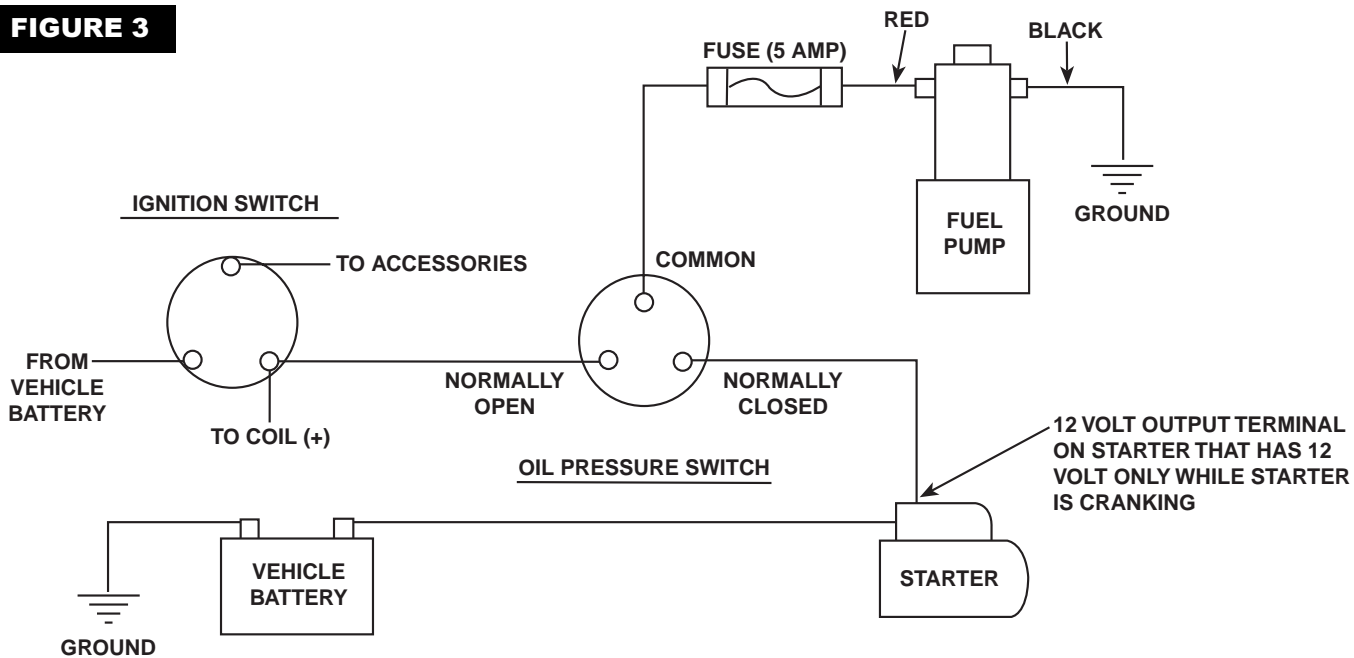 FIGURE 3
RED
BLACK
FUSE (5 AMP)
GROUND
FUEL
PUMP
IGNITION SWITCH
TO ACCESSORIES
COMMON
FROM
VEHICLE
BATTERY
NORMALLY
OPEN
NORMALLY
CLOSED
TO COIL (+)
12 VOLT OUTPUT TERMINAL
ON STARTER THAT HAS 12
VOLT ONLY WHILE STARTER
IS CRANKING
OIL PRESSURE SWITCH
VEHICLE
BATTERY
STARTER
GROUND